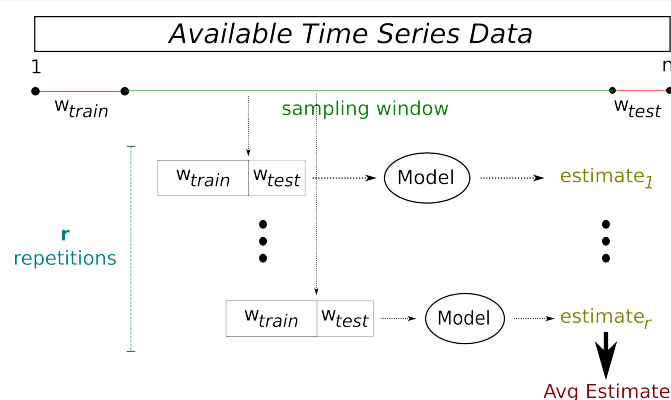 Available Time Series Data
1 n
w_train sampling window w_test
w_train w_test Model estimate_1
r
repetitions
w_train w_test Model estimate_r
Avg Estimate